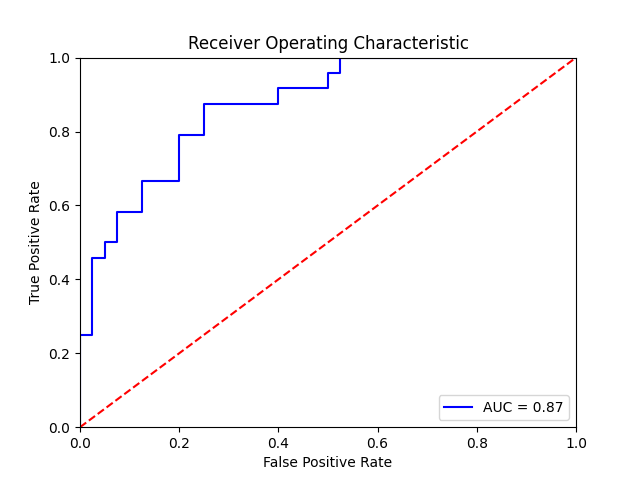 Receiver Operating Characteristic
1.0
0.8
0.6
0.4
0.2
0.0
True Positive Rate
AUC = 0.87
0.0 0.2 0.4 0.6 0.8 1.0
False Positive Rate